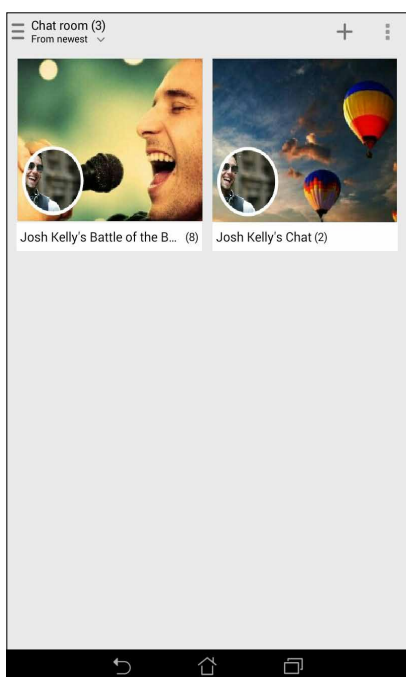 Chat room (3)
From newest
Josh Kelly's Battle of the B... (8)
Josh Kelly's Chat (2)